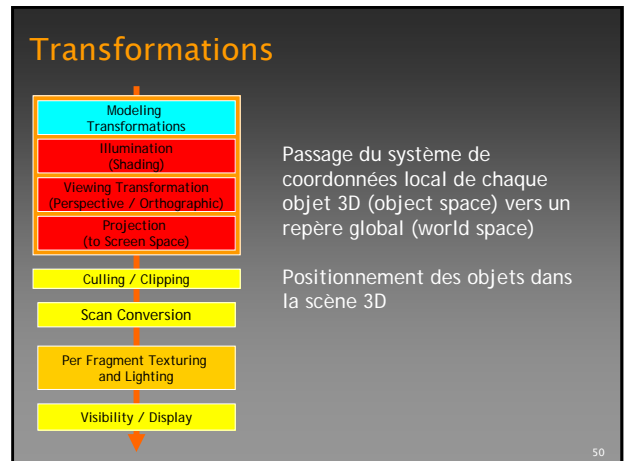 Transformations
Modeling
Transformations
Illumination
(Shading)
Viewing Transformation
(Perspective / Orthographic)
Projection
(to Screen Space)
Culling / Clipping
Scan Conversion
Per Fragment Texturing
and Lighting
Visibility / Display
Passage du système de
coordonnées local de chaque
objet 3D (object space) vers un
repère global (world space)
Positionnement des objets dans
la scène 3D
50